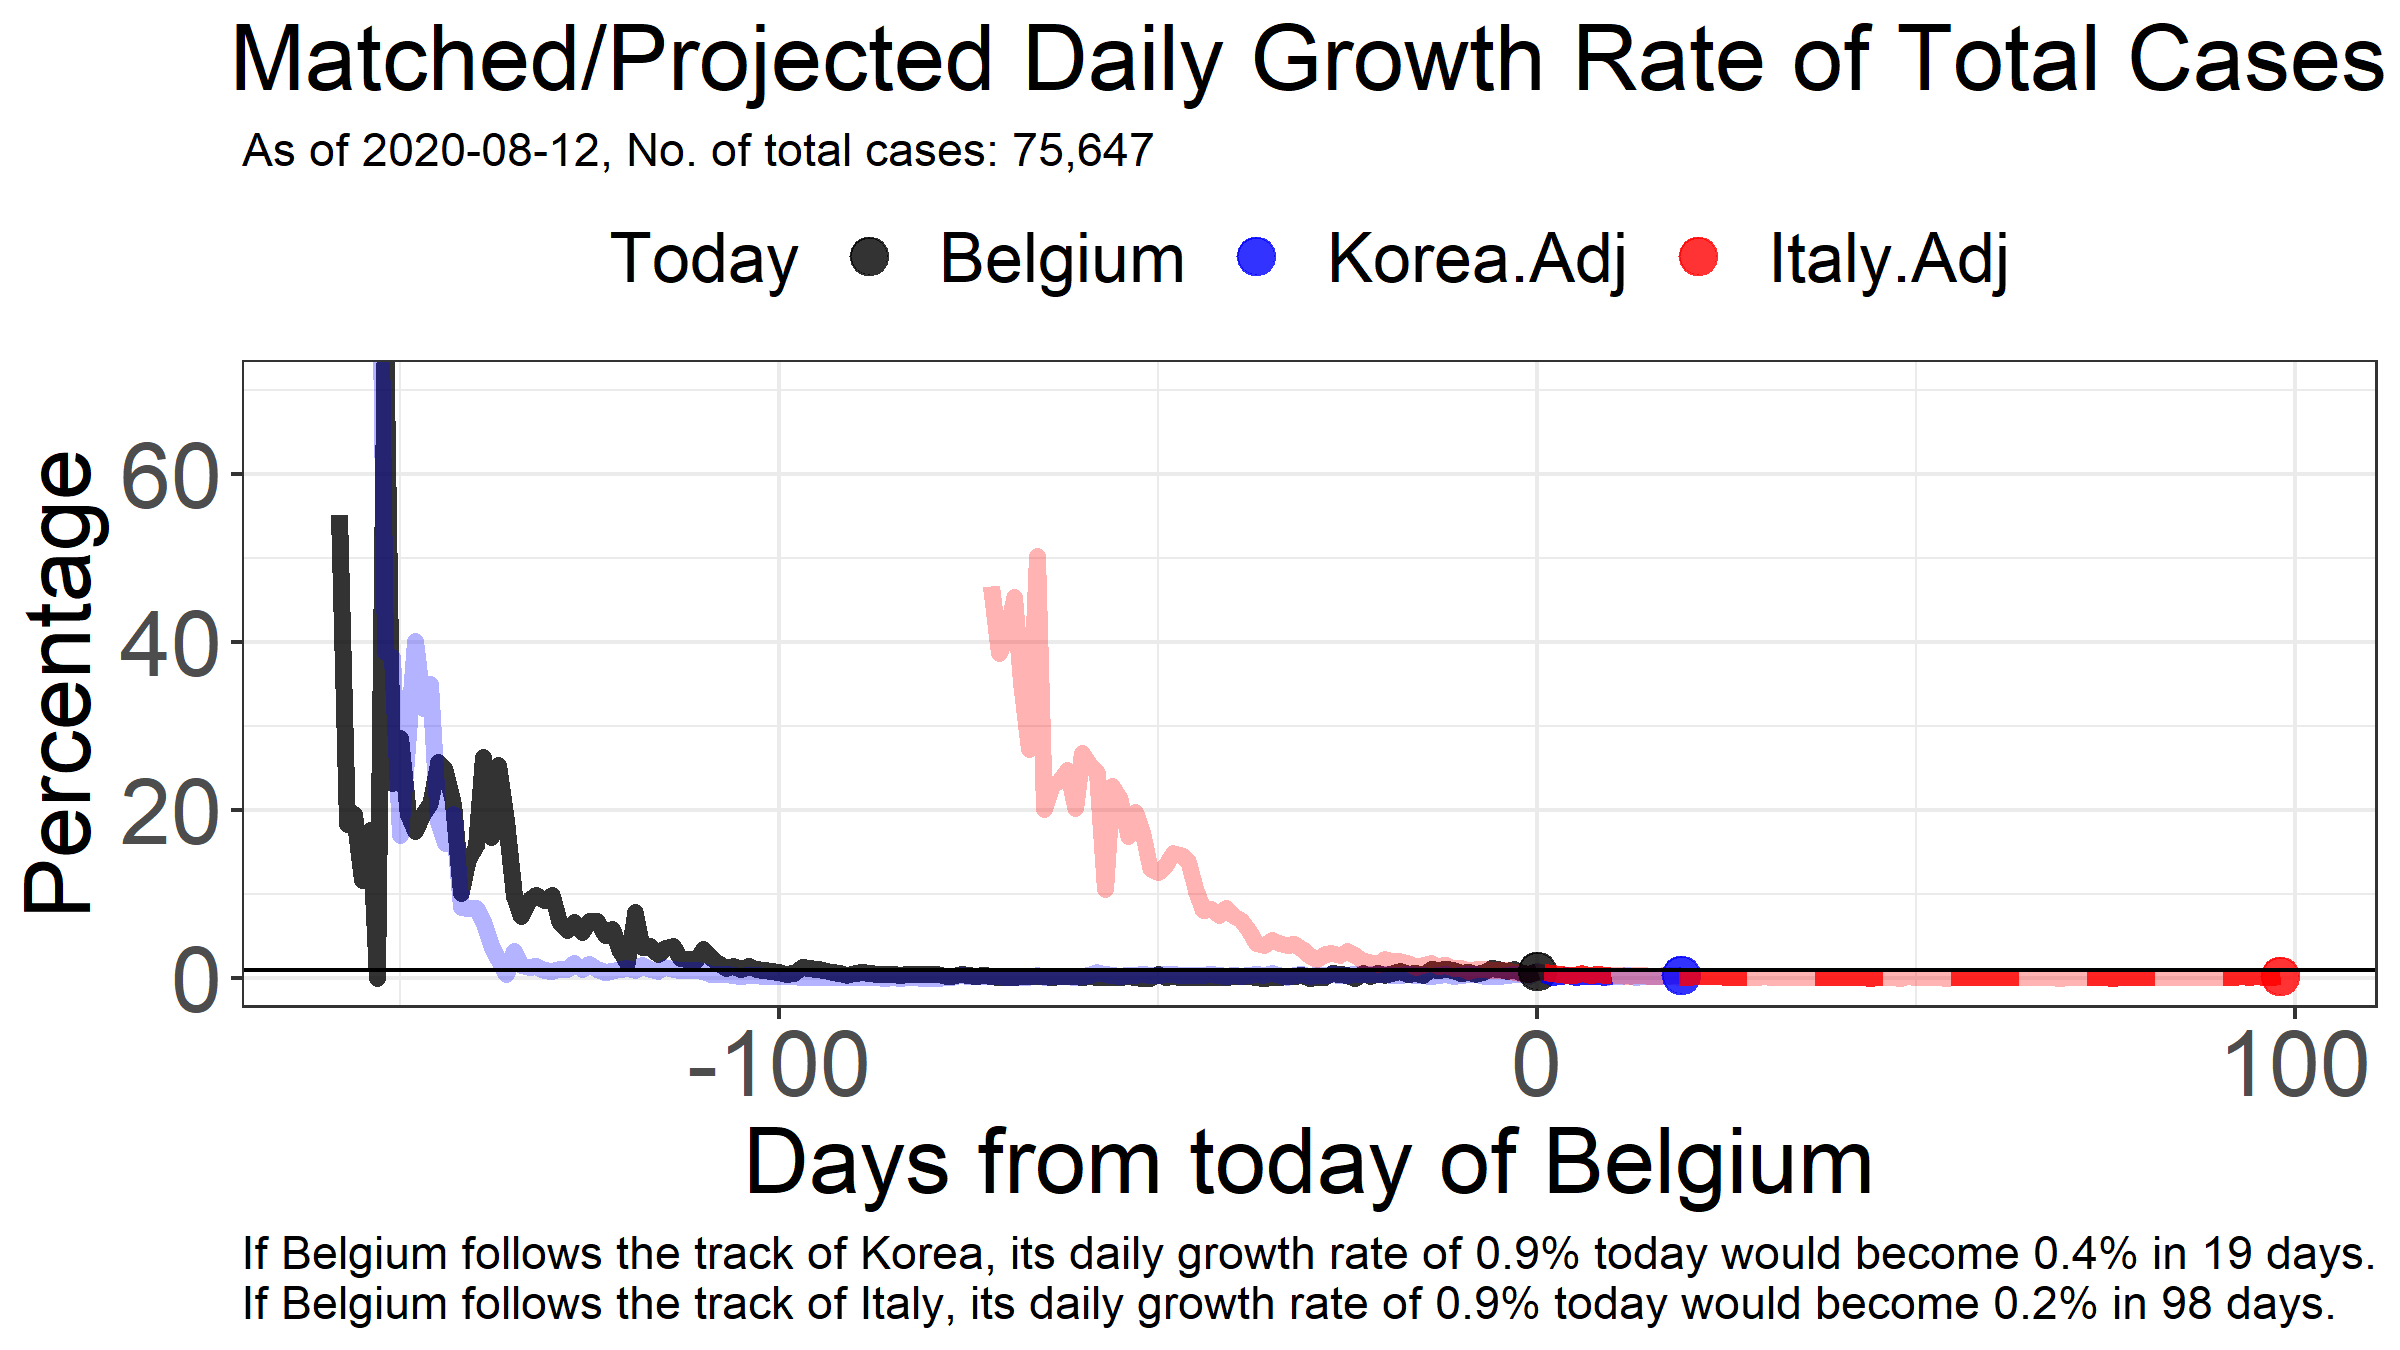 Matched/Projected Daily Growth Rate of Total Cases
As of 2020-08-12, No. of total cases: 75,647
Today Belgium Korea.Adj Italy.Adj
Percentage
60
40
20
0
-100 0 100
Days from today of Belgium
If Belgium follows the track of Korea, its daily growth rate of 0.9% today would become 0.4% in 19 days.
If Belgium follows the track of Italy, its daily growth rate of 0.9% today would become 0.2% in 98 days.